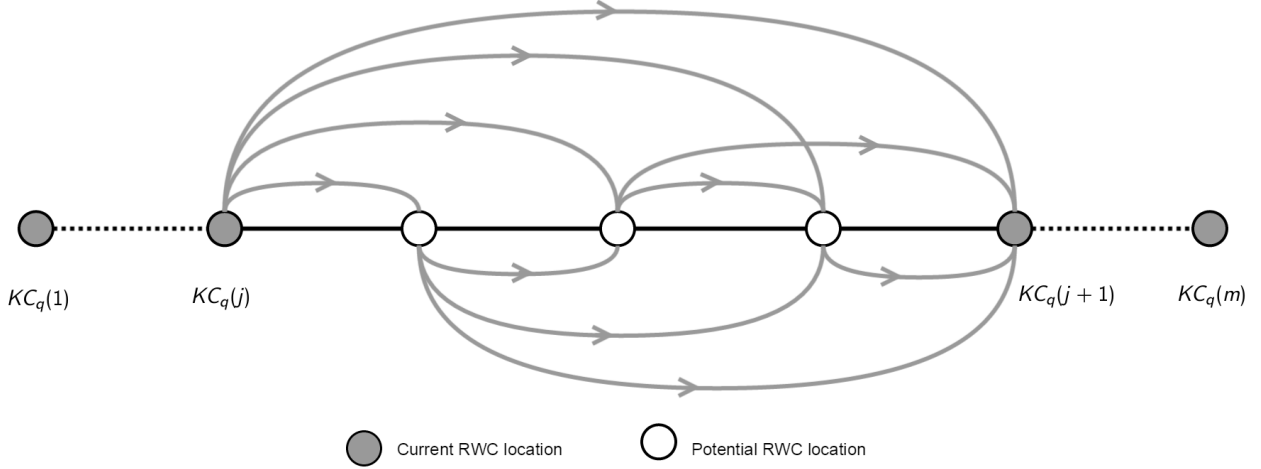 KC_q(1)
KC_q(j)
KC_q(j + 1)
KC_q(m)
Current RWC location
Potential RWC location